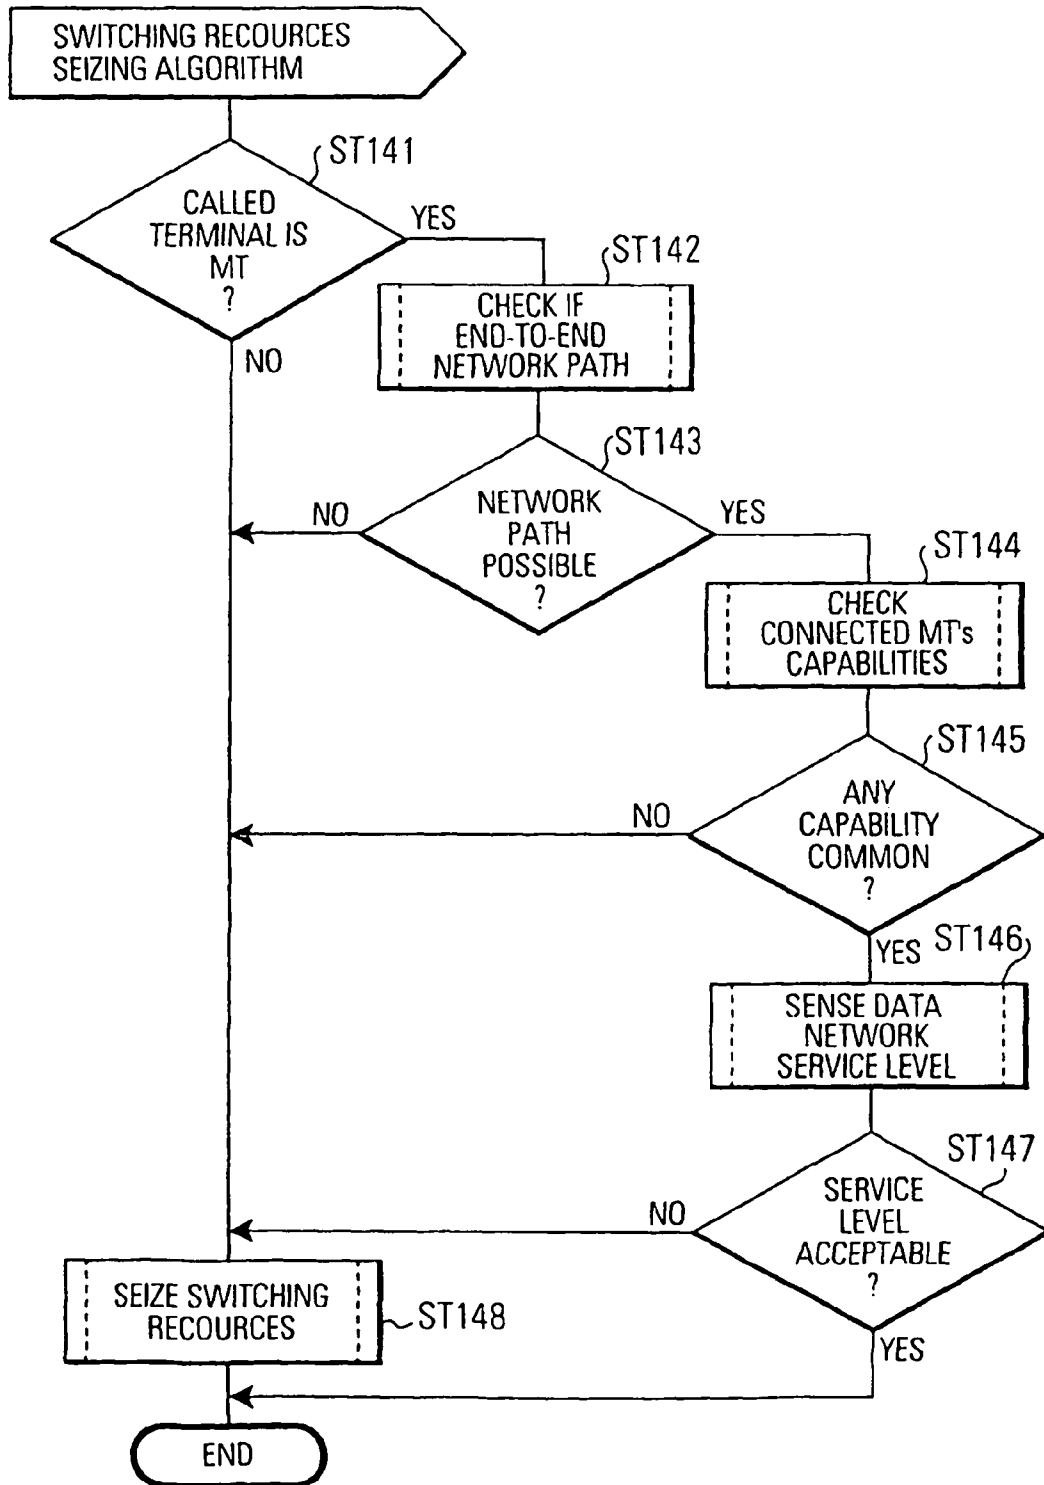 SWITCHING RECOURCES
SEIZING ALGORITHM
ST141
CALLED
TERMINAL IS
MT
?
YES
NO
ST142
CHECK IF
END-TO-END
NETWORK PATH
ST143
NETWORK
PATH
POSSIBLE
?
NO
YES
ST144
CHECK
CONNECTED MT's
CAPABILITIES
ST145
ANY
CAPABILITY
COMMON
?
NO
YES
ST146
SENSE DATA
NETWORK
SERVICE LEVEL
ST147
SERVICE
LEVEL
ACCEPTABLE
?
NO
YES
SEIZE SWITCHING
RECOURCES
ST148
END